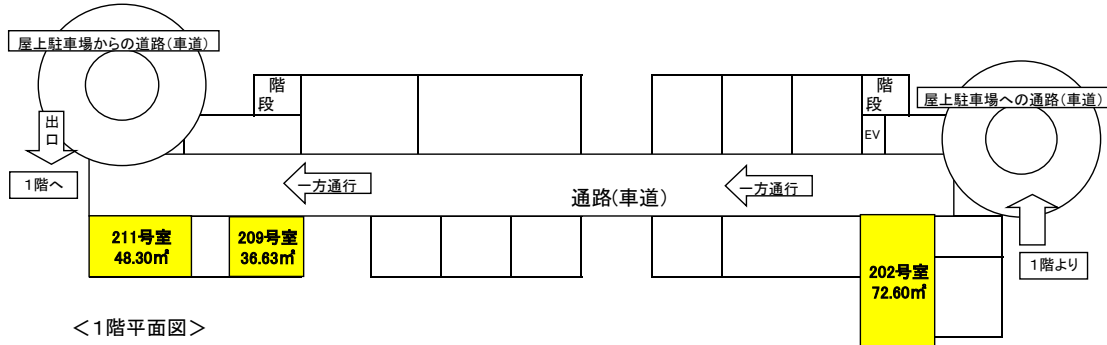 屋上駐車場からの道路(車道)
階
段
階
段
屋上駐車場への通路(車道)
出
口
EV
1階へ
一方通行
一方通行
通路(車道)
211号室
48.30㎡
209号室
36.63㎡
202号室
72.60㎡
1階より
＜1階平面図＞